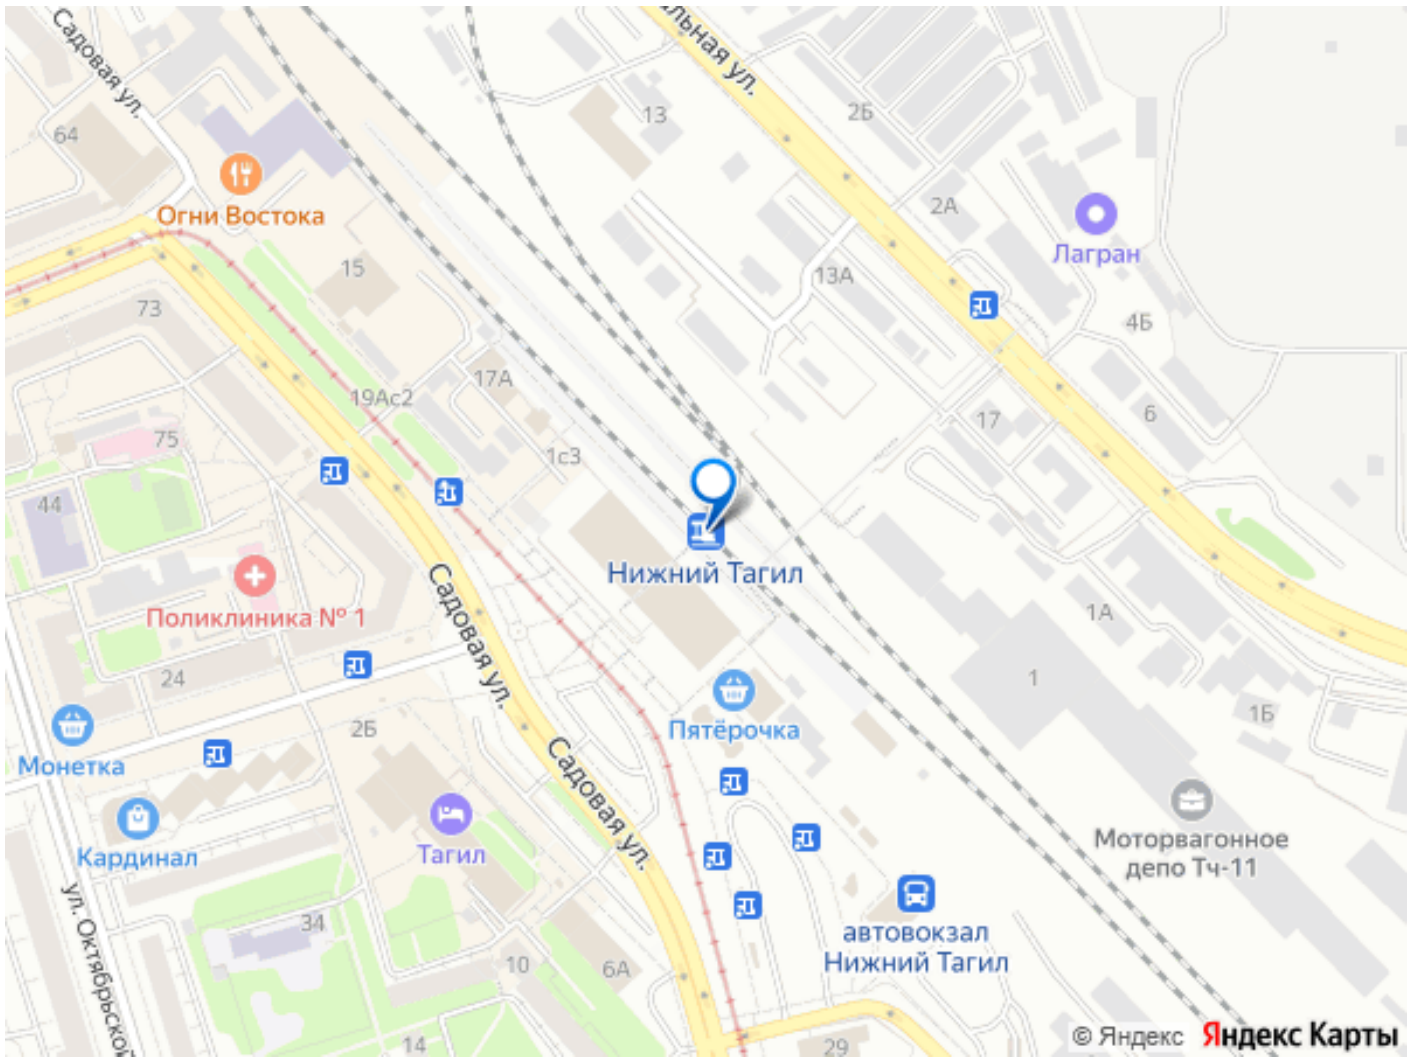 Садовая ул.
альная ул.
64
13
2Б
Огни Востока
2А
Лагран
15
13А
73
4Б
17А
19Ас2
17
6
75
1с3
44
Нижний Тагил
Поликлиника № 1
Садовая ул.
1А
24
1
1Б
2Б
Пятёрочка
Монетка
Садовая ул.
Кардинал
Тагил
Моторвагонное
депо Тч-11
ул. Октябрьской
34
автовокзал
Нижний Тагил
10
6А
14
29
© Яндекс
Яндекс Карты